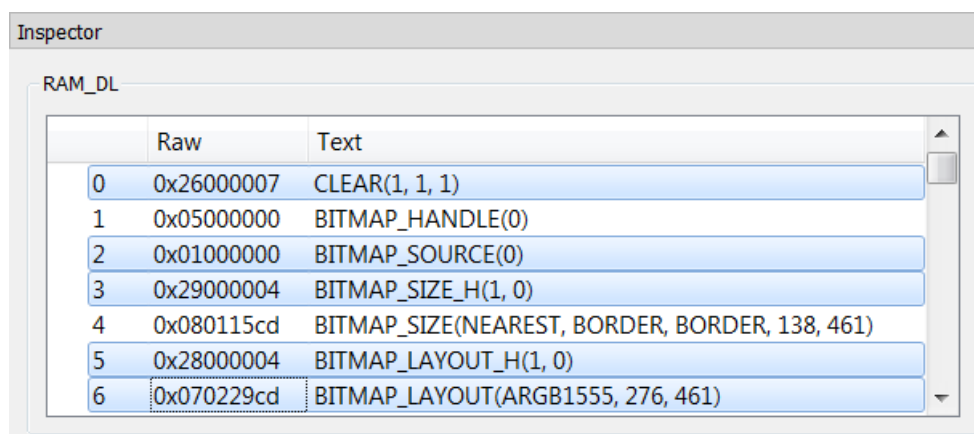 Inspector
RAM_DL
Raw Text
0 0x26000007 CLEAR(1, 1, 1)
1 0x05000000 BITMAP_HANDLE(0)
2 0x01000000 BITMAP_SOURCE(0)
3 0x29000004 BITMAP_SIZE_H(1, 0)
4 0x080115cd BITMAP_SIZE(NEAREST, BORDER, BORDER, 138, 461)
5 0x28000004 BITMAP_LAYOUT_H(1, 0)
6 0x070229cd BITMAP_LAYOUT(ARGB1555, 276, 461)